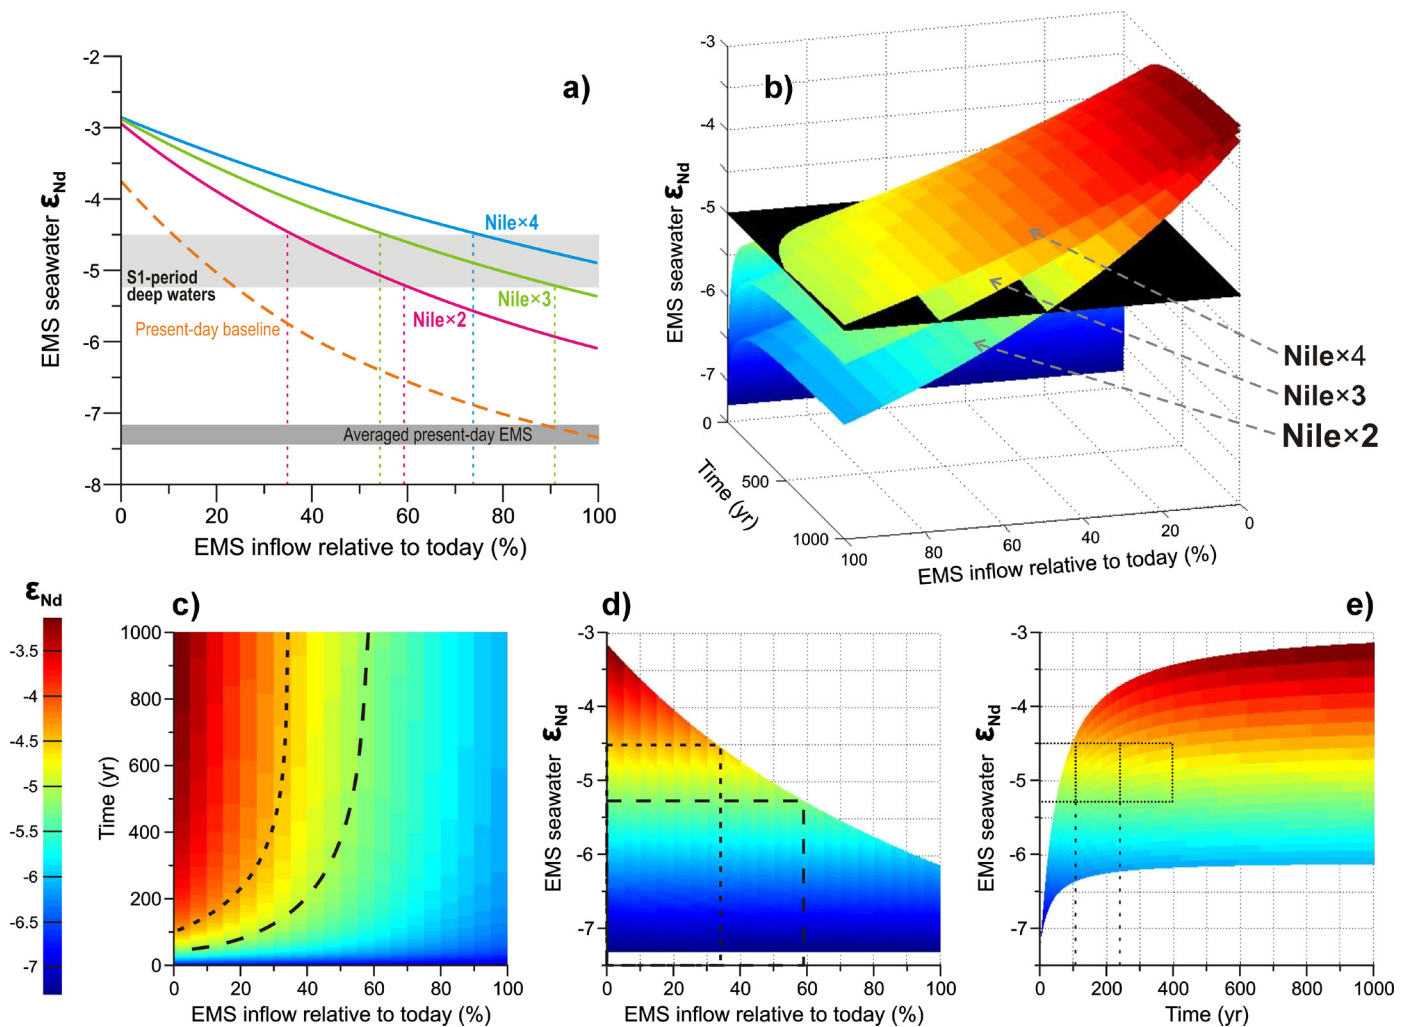 a)
-2
-3
-4
-5
-6
-7
-8
EMS seawater εNd
Nile×4
S1-period
deep waters
Nile×3
Present-day baseline
Nile×2
Averaged present-day EMS
0 20 40 60 80 100
EMS inflow relative to today (%)
b)
-3
-4
-5
-6
-7
EMS seawater εNd
0
500
1000
Time (yr)
100 80 60 40 20 0
EMS inflow relative to today (%)
Nile×4
Nile×3
Nile×2
εNd
-3.5
-4
-4.5
-5
-5.5
-6
-6.5
-7
c)
1000
800
600
400
200
0
Time (yr)
0 20 40 60 80 100
EMS inflow relative to today (%)
d)
-3
-4
-5
-6
-7
EMS seawater εNd
0 20 40 60 80 100
EMS inflow relative to today (%)
e)
-3
-4
-5
-6
-7
EMS seawater εNd
0 200 400 600 800 1000
Time (yr)